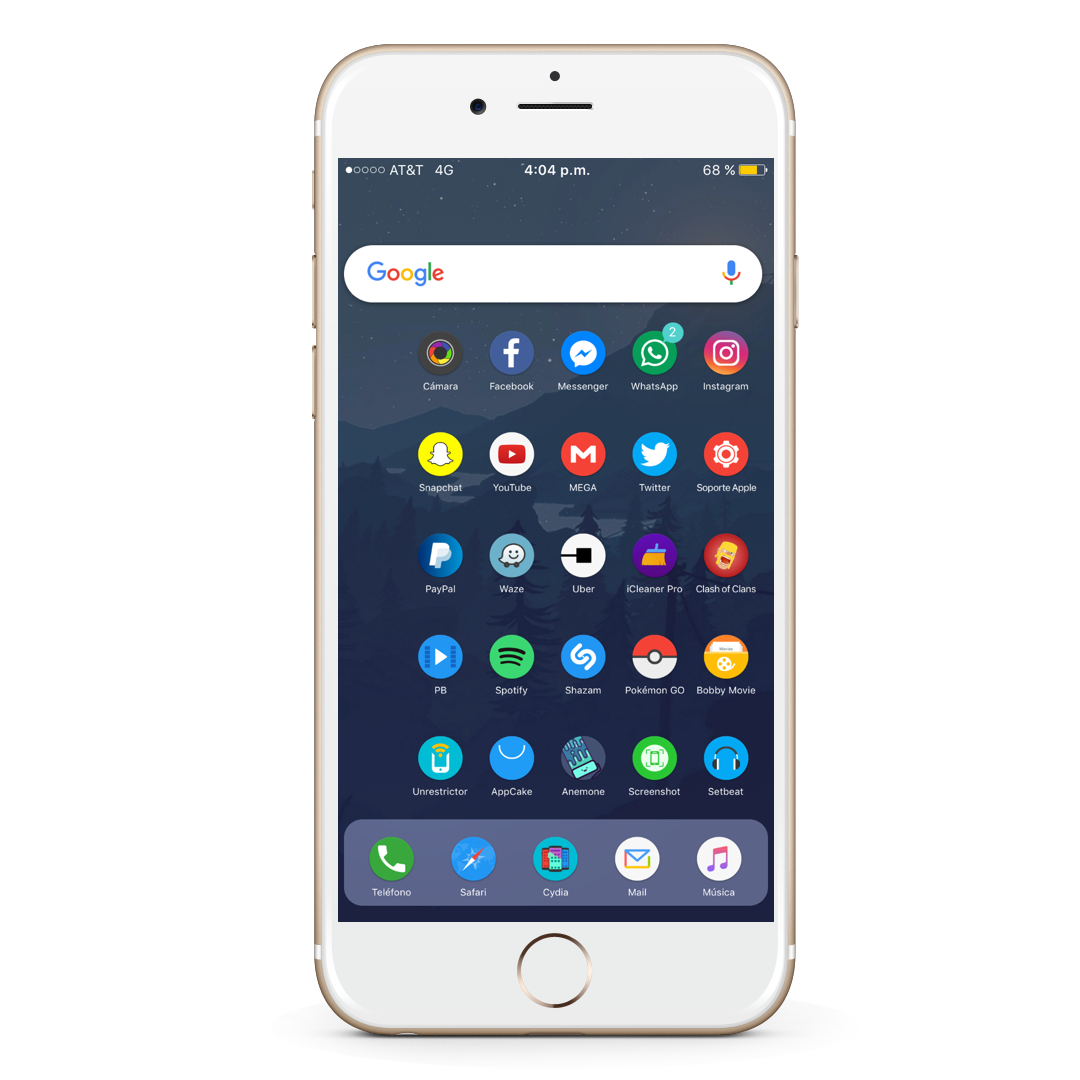 AT&T 4G 4:04 p.m. 68 %
Google
2
Cámara Facebook Messenger WhatsApp Instagram
Snapchat YouTube MEGA Twitter Soporte Apple
PayPal Waze Uber iCleaner Pro Clash of Clans
Movies
PB Spotify Shazam Pokémon GO Bobby Movie
Unrestrictor AppCake Anemone Screenshot Setbeat
Teléfono Safari Cydia Mail Música